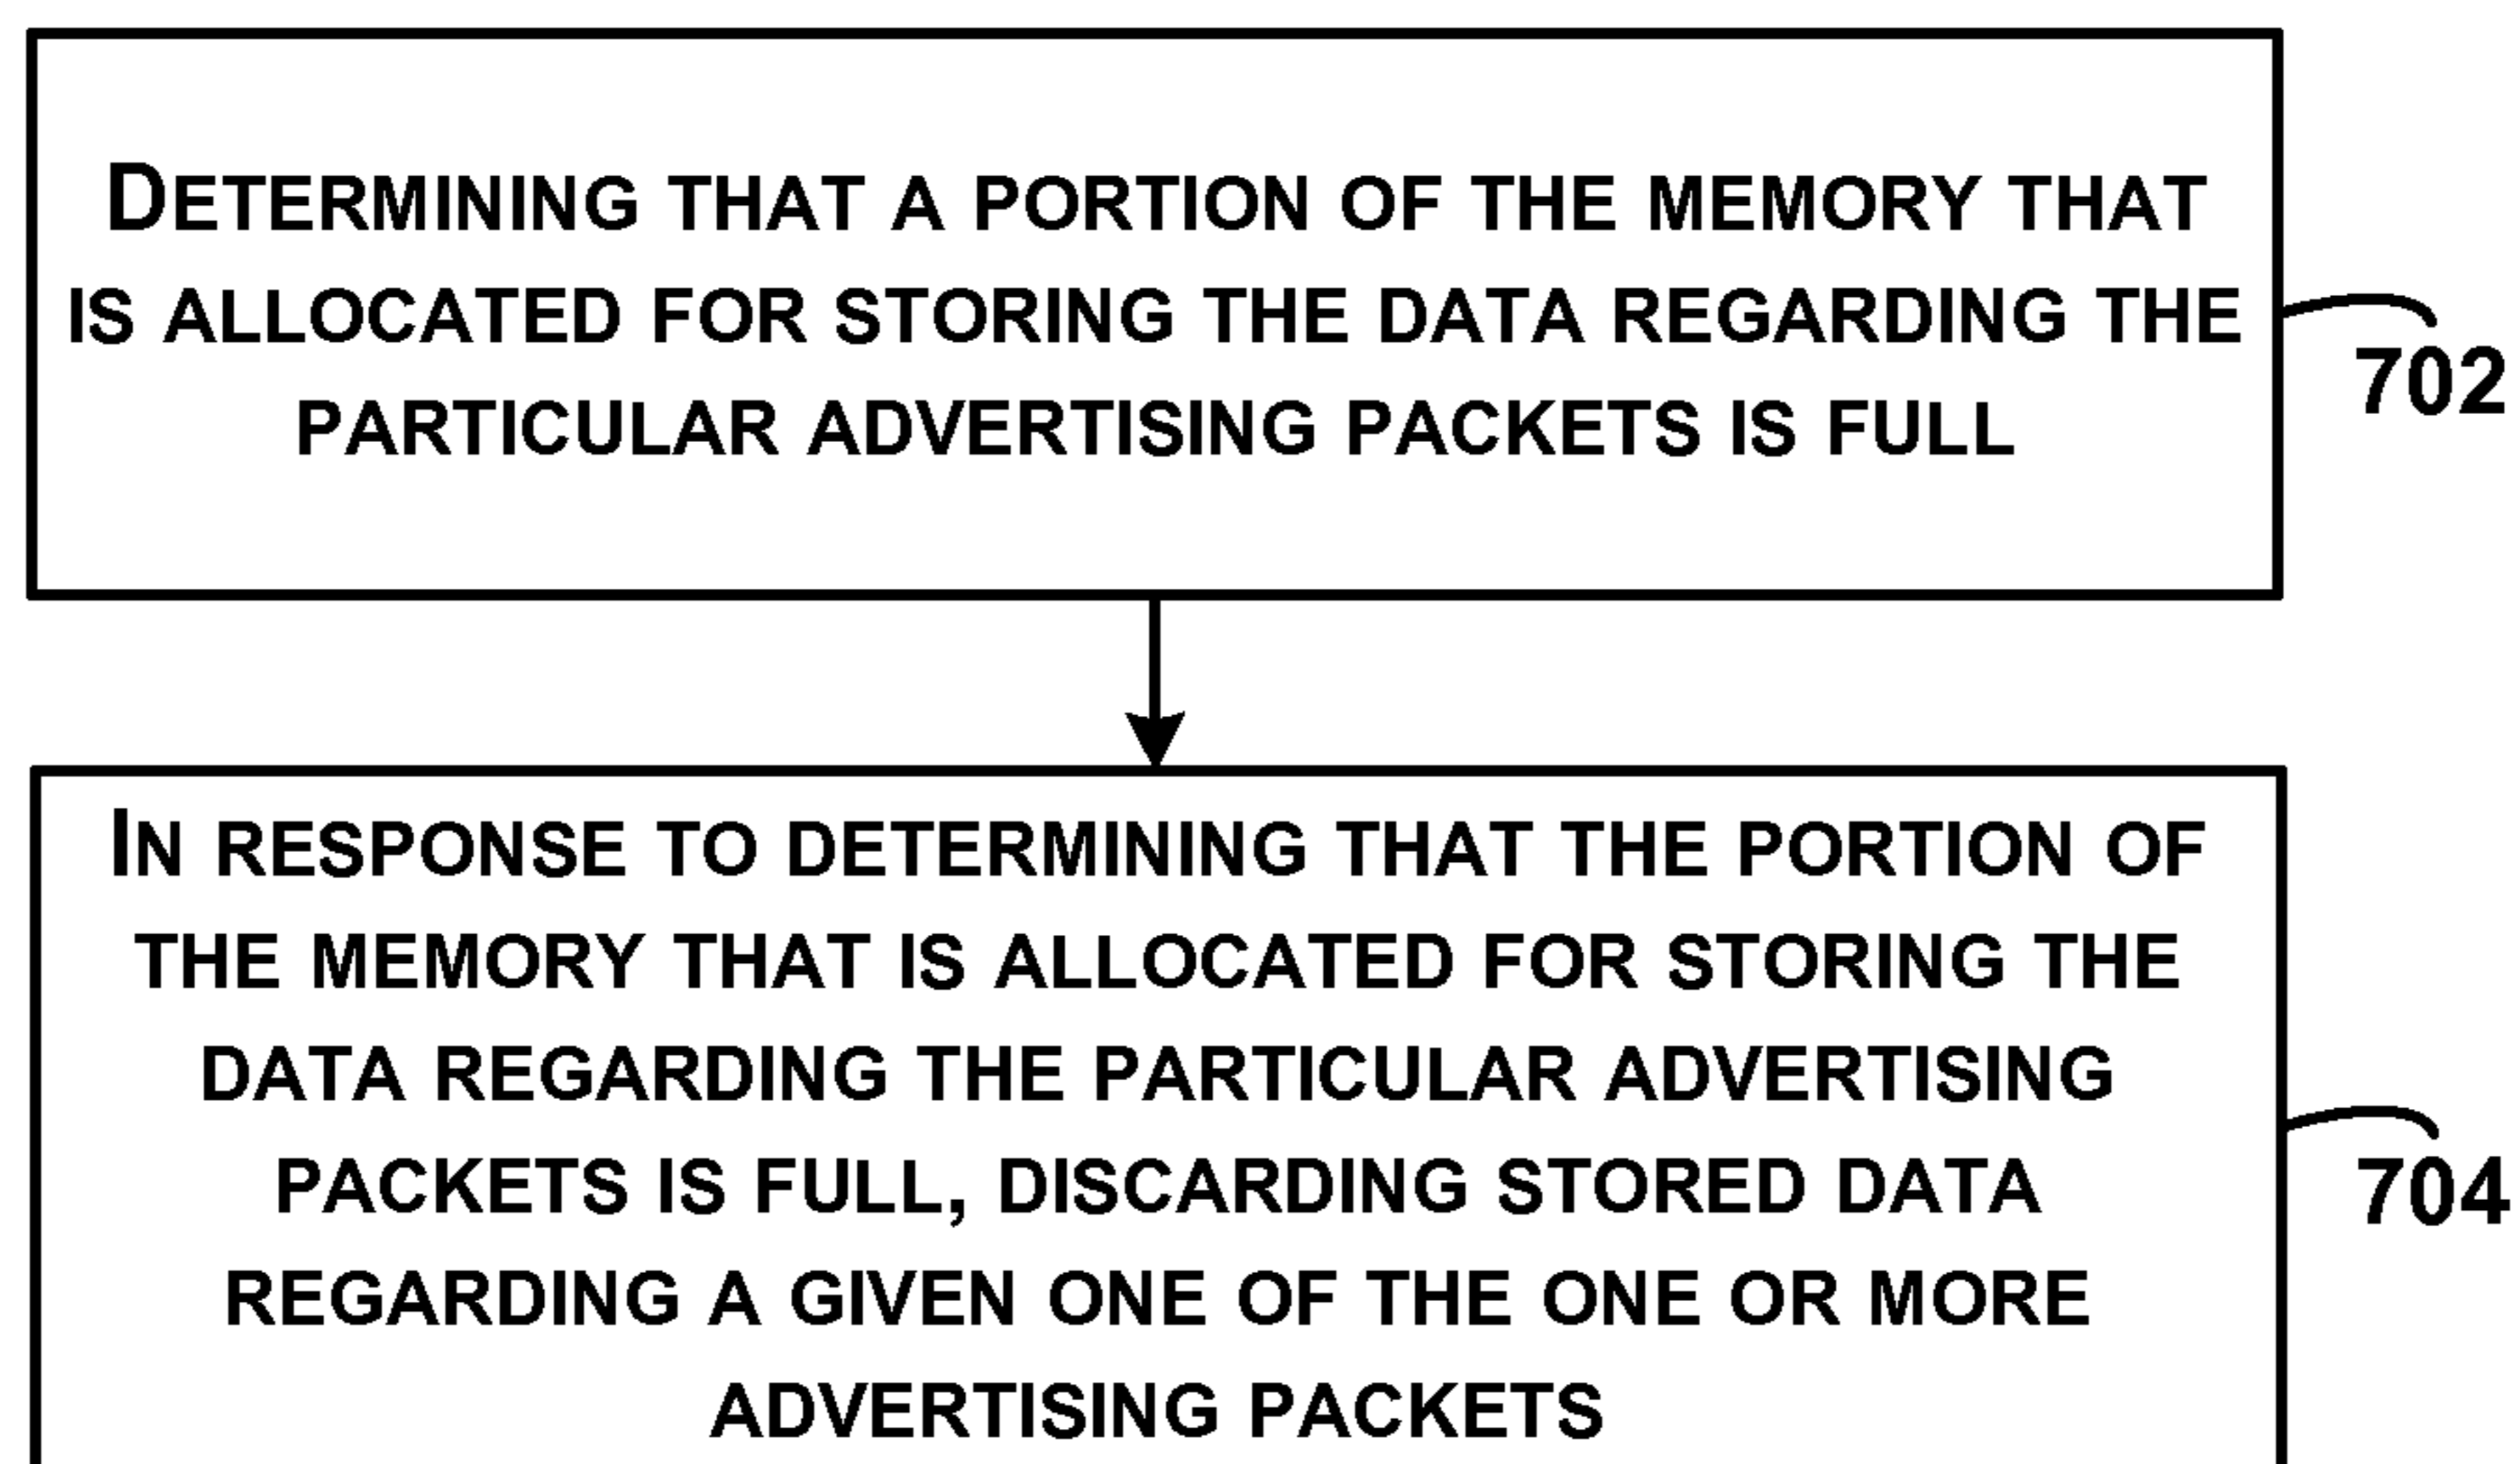 DETERMINING THAT A PORTION OF THE MEMORY THAT
IS ALLOCATED FOR STORING THE DATA REGARDING THE
PARTICULAR ADVERTISING PACKETS IS FULL
702
IN RESPONSE TO DETERMINING THAT THE PORTION OF
THE MEMORY THAT IS ALLOCATED FOR STORING THE
DATA REGARDING THE PARTICULAR ADVERTISING
PACKETS IS FULL, DISCARDING STORED DATA
REGARDING A GIVEN ONE OF THE ONE OR MORE
ADVERTISING PACKETS
704